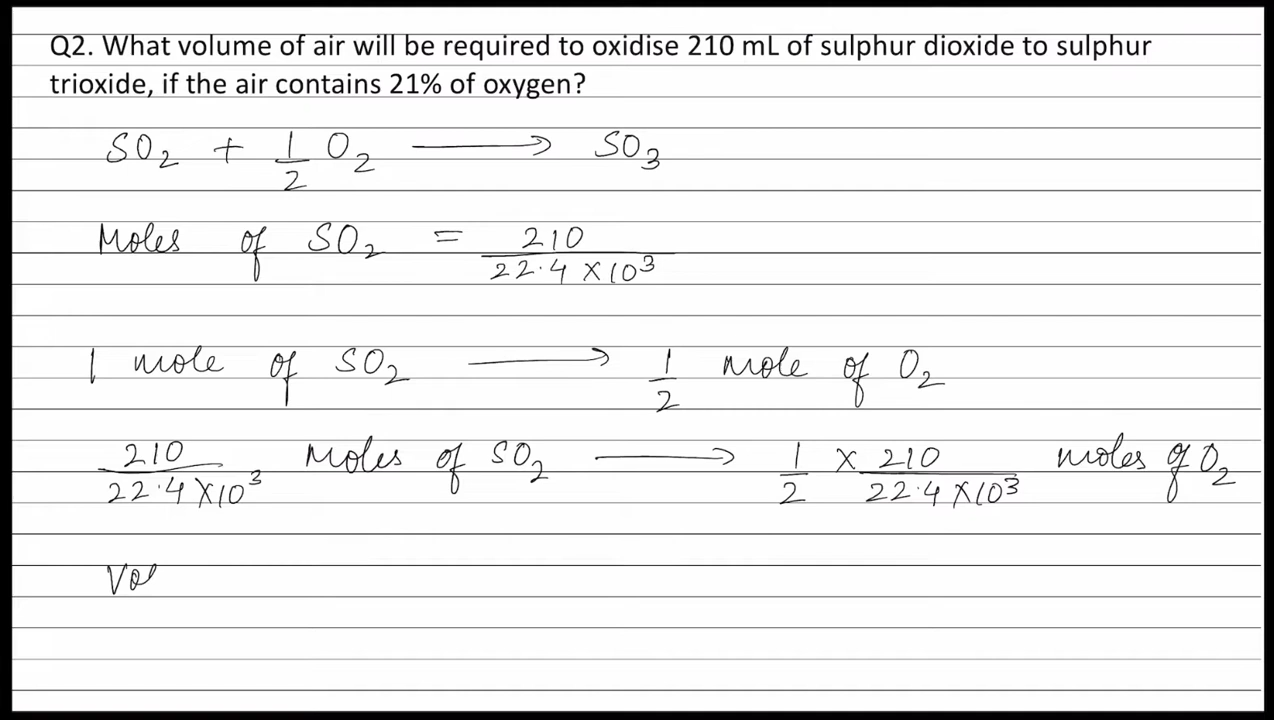 Q2. What volume of air will be required to oxidise 210 mL of sulphur dioxide to sulphur
trioxide, if the air contains 21% of oxygen?
SO₂ + 1/2 O₂ ⟶ SO₃
Moles of SO₂ = 210/(22.4 × 10³)
1 mole of SO₂ ⟶ 1/2 mole of O₂
210/(22.4 × 10³) Moles of SO₂ ⟶ 1/2 × 210/(22.4 × 10³) moles of O₂
Vol